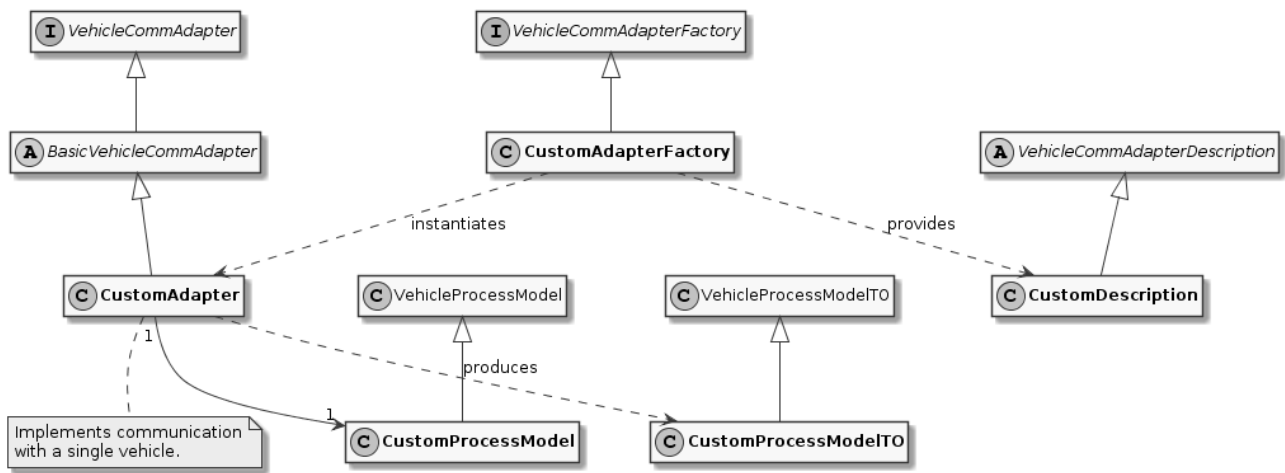 I VehicleCommAdapter
I VehicleCommAdapterFactory
A BasicVehicleCommAdapter
C CustomAdapterFactory
A VehicleCommAdapterDescription
instantiates
provides
C CustomAdapter
C VehicleProcessModel
C VehicleProcessModelTO
C CustomDescription
1
produces
1
Implements communication
with a single vehicle.
C CustomProcessModel
C CustomProcessModelTO